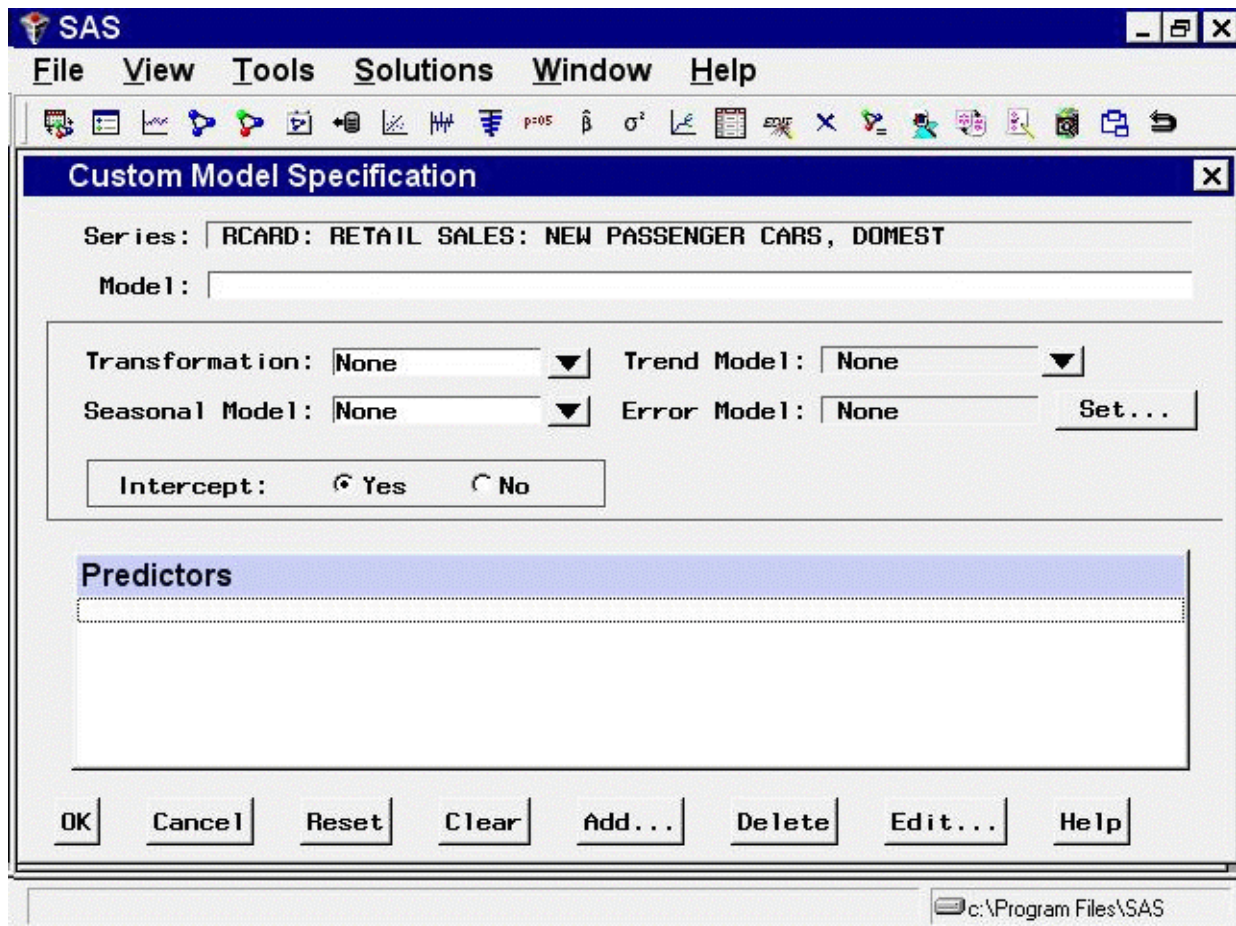 SAS
File View Tools Solutions Window Help
p=05 β̂ σ² EDIT
Custom Model Specification
Series: RCARD: RETAIL SALES: NEW PASSENGER CARS, DOMEST
Model:
Transformation: None Trend Model: None
Seasonal Model: None Error Model: None Set...
Intercept: Yes No
Predictors
OK Cancel Reset Clear Add... Delete Edit... Help
c:\Program Files\SAS